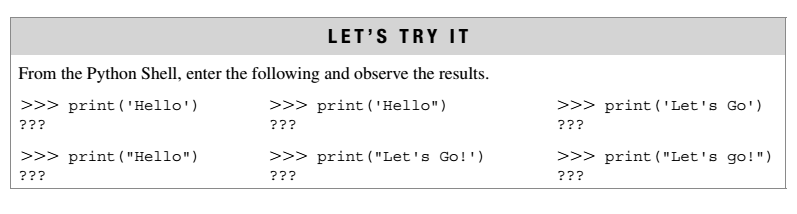 LET'S TRY IT
From the Python Shell, enter the following and observe the results.
>>> print('Hello') >>> print('Hello") >>> print('Let's Go')
??? ??? ???
>>> print("Hello") >>> print("Let's Go!') >>> print("Let's go!")
??? ??? ???